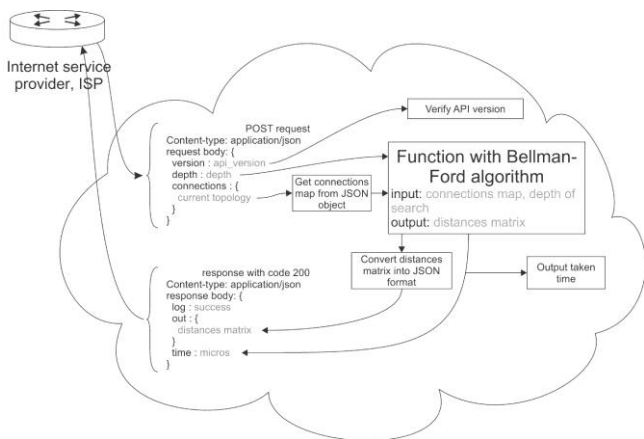 Internet service
provider, ISP
POST request
Content-type: application/json
request body: {
version : api_version
depth : depth
connections : {
current topology
}
}
Verify API version
Get connections
map from JSON
object
Function with Bellman-
Ford algorithm
input: connections map, depth of
search
output: distances matrix
Convert distances
matrix into JSON
format
Output taken
time
response with code 200
Content-type: application/json
response body: {
log : success
out : {
distances matrix
}
time : micros
}